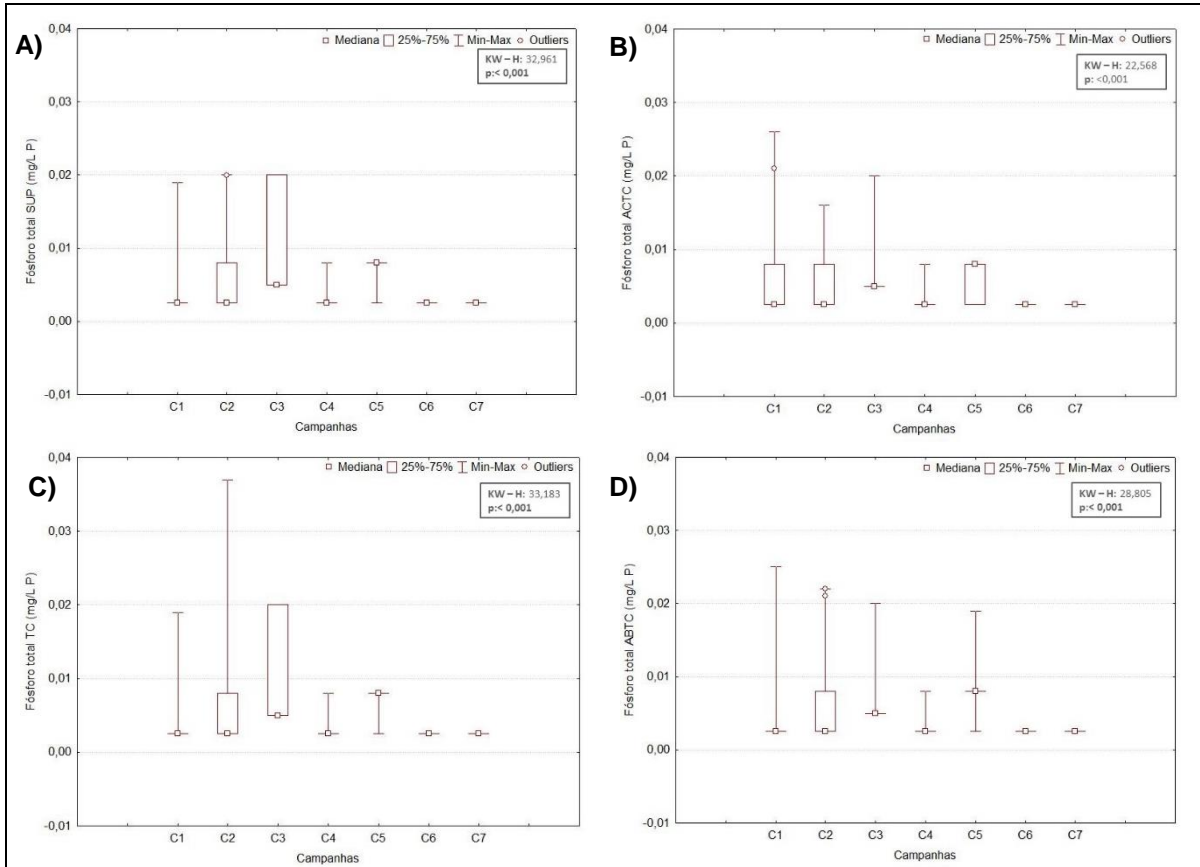 A)
0,04
Mediana 25%-75% Min-Max Outliers
KW – H: 32,961
p:< 0,001
0,03
0,02
0,01
0,00
-0,01
Fósforo total SUP (mg/L P)
C1 C2 C3 C4 C5 C6 C7
Campanhas
B)
0,04
Mediana 25%-75% Min-Max Outliers
KW – H: 22,568
p: <0,001
0,03
0,02
0,01
0,00
-0,01
Fósforo total ACTC (mg/L P)
C1 C2 C3 C4 C5 C6 C7
Campanhas
C)
0,04
Mediana 25%-75% Min-Max Outliers
KW – H: 33,183
p:< 0,001
0,03
0,02
0,01
0,00
-0,01
Fósforo total TC (mg/L P)
C1 C2 C3 C4 C5 C6 C7
Campanhas
D)
0,04
Mediana 25%-75% Min-Max Outliers
KW – H: 28,805
p:< 0,001
0,03
0,02
0,01
0,00
-0,01
Fósforo total ABTC (mg/L P)
C1 C2 C3 C4 C5 C6 C7
Campanhas